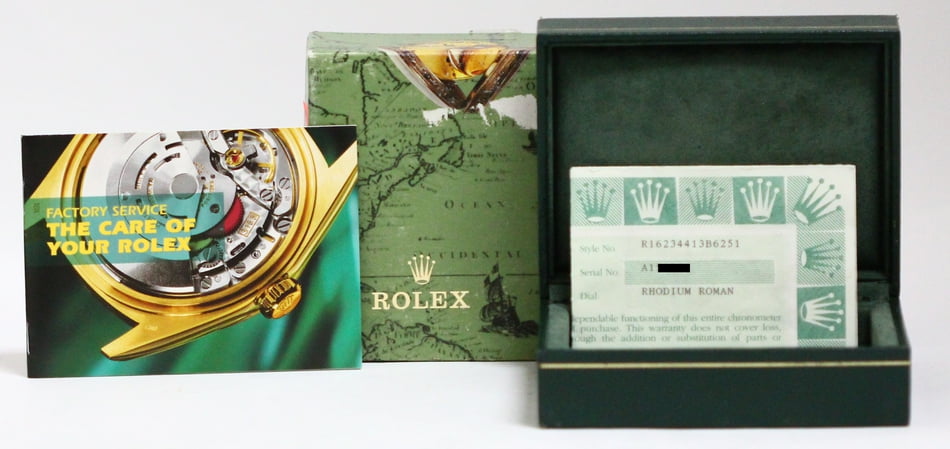 FACTORY SERVICE
THE CARE OF
YOUR ROLEX
OCEAN
CIDENTAL
ROLEX
Style No. R16234413B6251
Serial No. A1
Dial RHODIUM ROMAN
ependable functioning of this entire chronometer
purchase. This warranty does not cover loss,
ough the addition or substitution of parts or